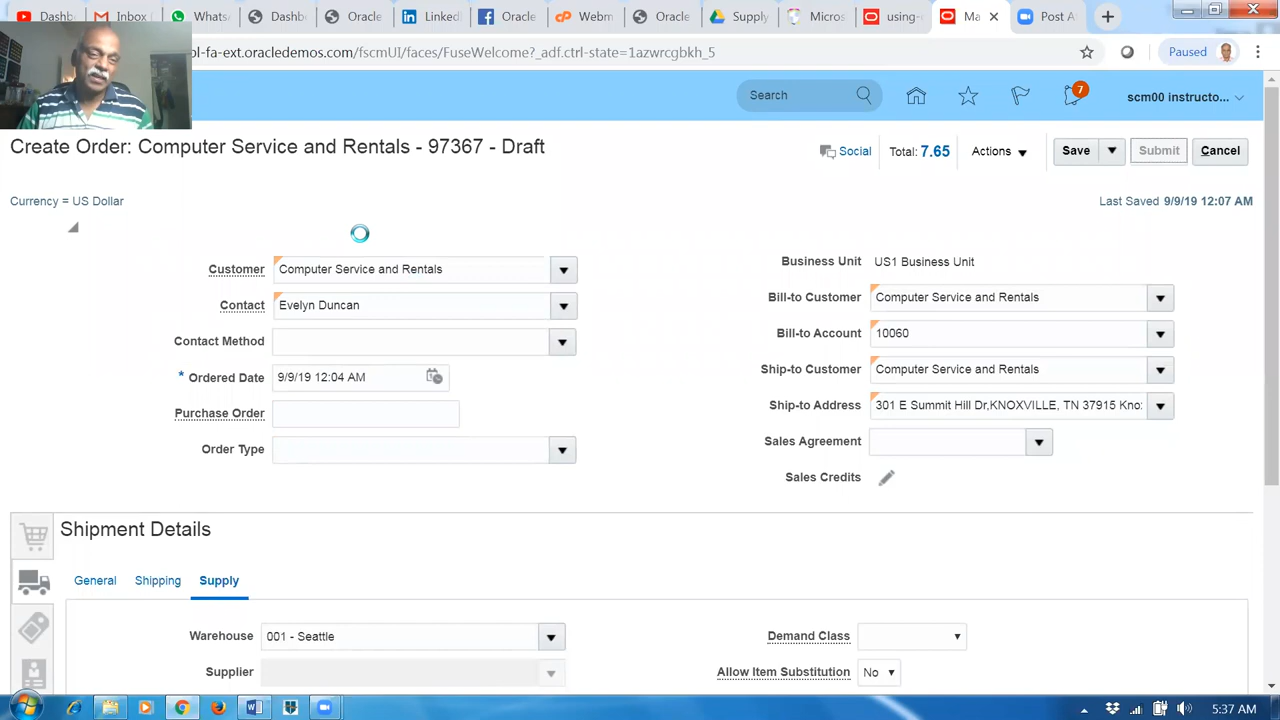 Dashb
Inbox
Whats
Dashb
Oracle
Linked
Orde
Webm
Oracle
Supply
Micros
using-
Ma
Post A
ol-fa-ext.oracledemos.com/fscmUI/faces/FuseWelcome?_adf.ctrl-state=1azwrcgbkh_5
Paused
Search
7
scm00 instructo...
Create Order: Computer Service and Rentals - 97367 - Draft
Social
Total: 7.65
Actions
Save
Submit
Cancel
Currency = US Dollar
Last Saved 9/9/19 12:07 AM
Customer Computer Service and Rentals
Contact Evelyn Duncan
Contact Method
* Ordered Date 9/9/19 12:04 AM
Purchase Order
Order Type
Business Unit US1 Business Unit
Bill-to Customer Computer Service and Rentals
Bill-to Account 10060
Ship-to Customer Computer Service and Rentals
Ship-to Address 301 E Summit Hill Dr,KNOXVILLE, TN 37915 Kno
Sales Agreement
Sales Credits
Shipment Details
General Shipping Supply
Warehouse 001 - Seattle
Supplier
Demand Class
Allow Item Substitution No
5:37 AM